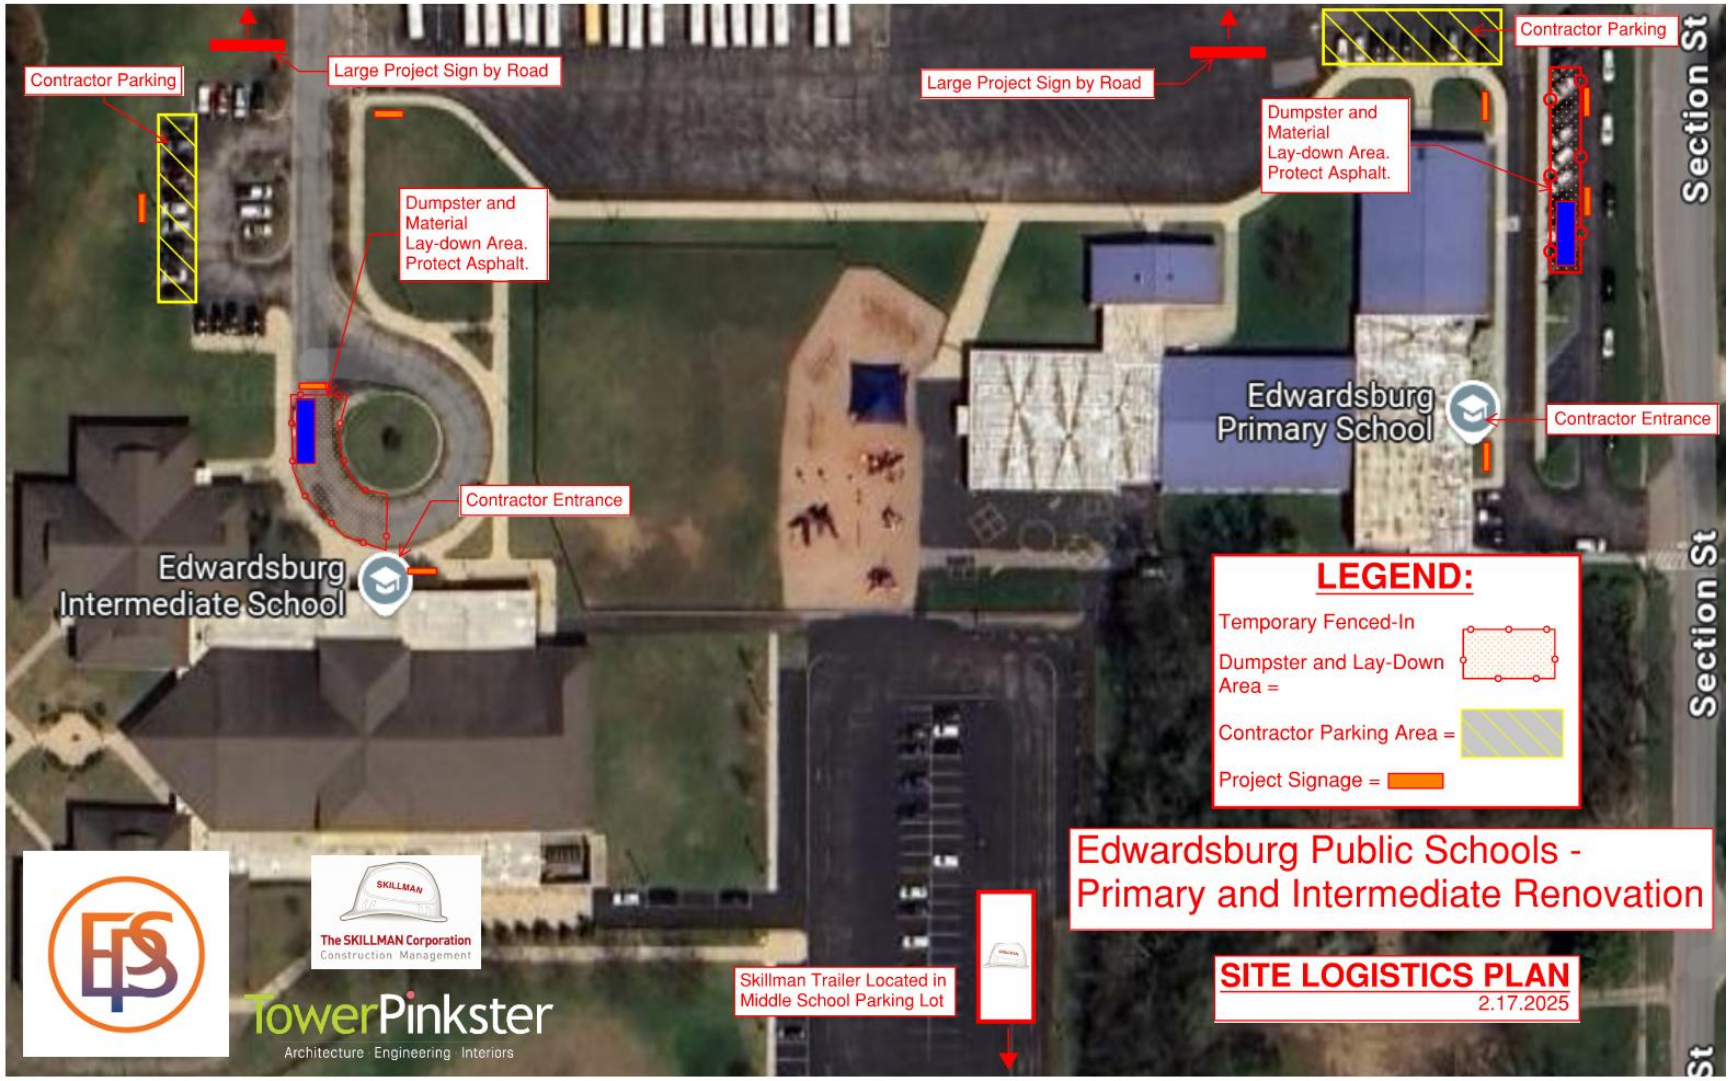 Contractor Parking
Large Project Sign by Road
Large Project Sign by Road
Contractor Parking
Dumpster and
Material
Lay-down Area.
Protect Asphalt.
Section St
Dumpster and
Material
Lay-down Area.
Protect Asphalt.
Edwardsburg
Primary School
Contractor Entrance
Contractor Entrance
Edwardsburg
Intermediate School
Section St
LEGEND:
Temporary Fenced-In
Dumpster and Lay-Down
Area =
Contractor Parking Area =
Project Signage =
Edwardsburg Public Schools -
Primary and Intermediate Renovation
EPS
SKILLMAN
The SKILLMAN Corporation
Construction Management
TowerPinkster
Architecture · Engineering · Interiors
Skillman Trailer Located in
Middle School Parking Lot
SKILLMAN
SITE LOGISTICS PLAN
2.17.2025
St